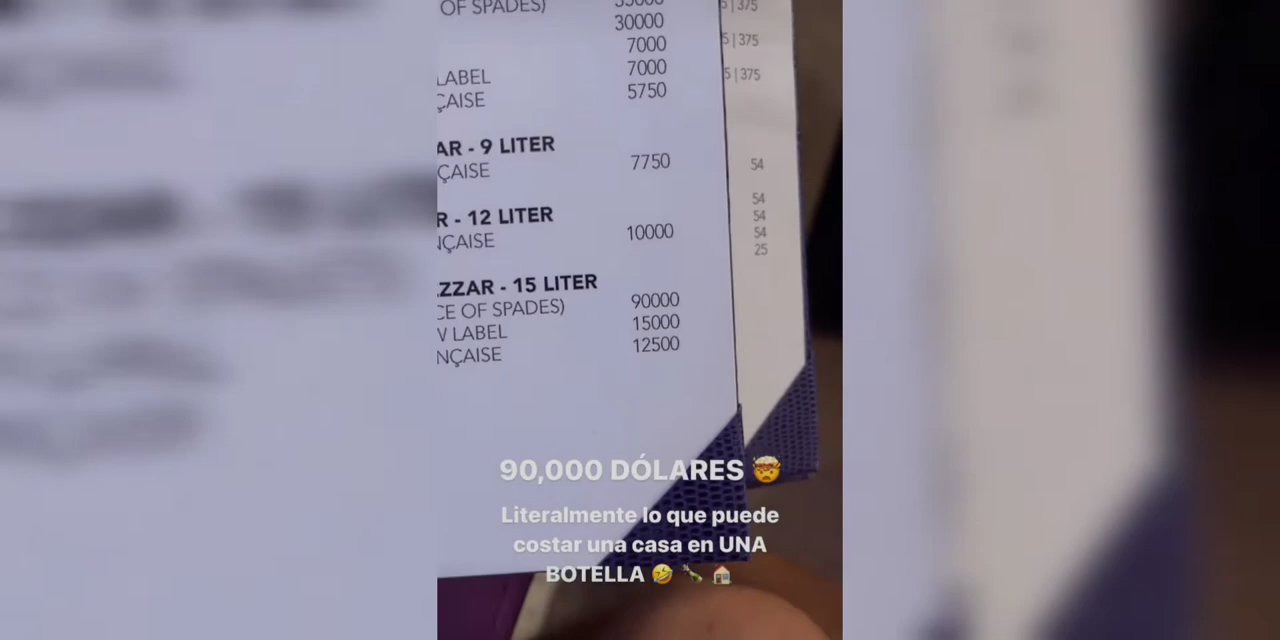 OF SPADES) 35000
30000
7000
LABEL 7000
ÇAISE 5750
AR - 9 LITER
ÇAISE 7750
R - 12 LITER
NÇAISE 10000
ZZAR - 15 LITER
CE OF SPADES) 90000
W LABEL 15000
NÇAISE 12500
5 | 375
5 | 375
5 | 375
54
54
54
54
25
90,000 DÓLARES 🤯
Literalmente lo que puede
costar una casa en UNA
BOTELLA 🤣 🍾 🏠